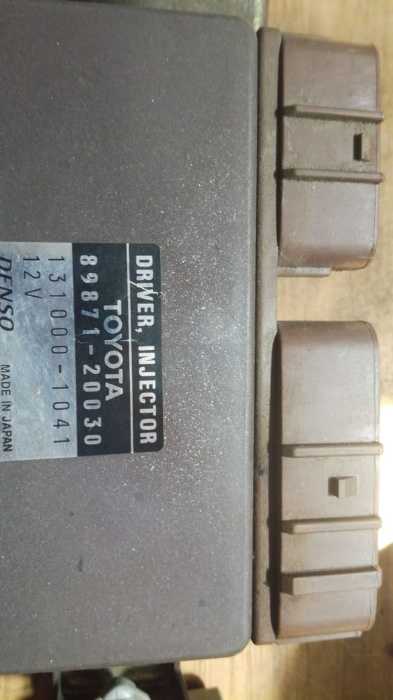 DRIVER, INJECTOR
TOYOTA
89871-20030
131000-1041
12V
DENSO MADE IN JAPAN